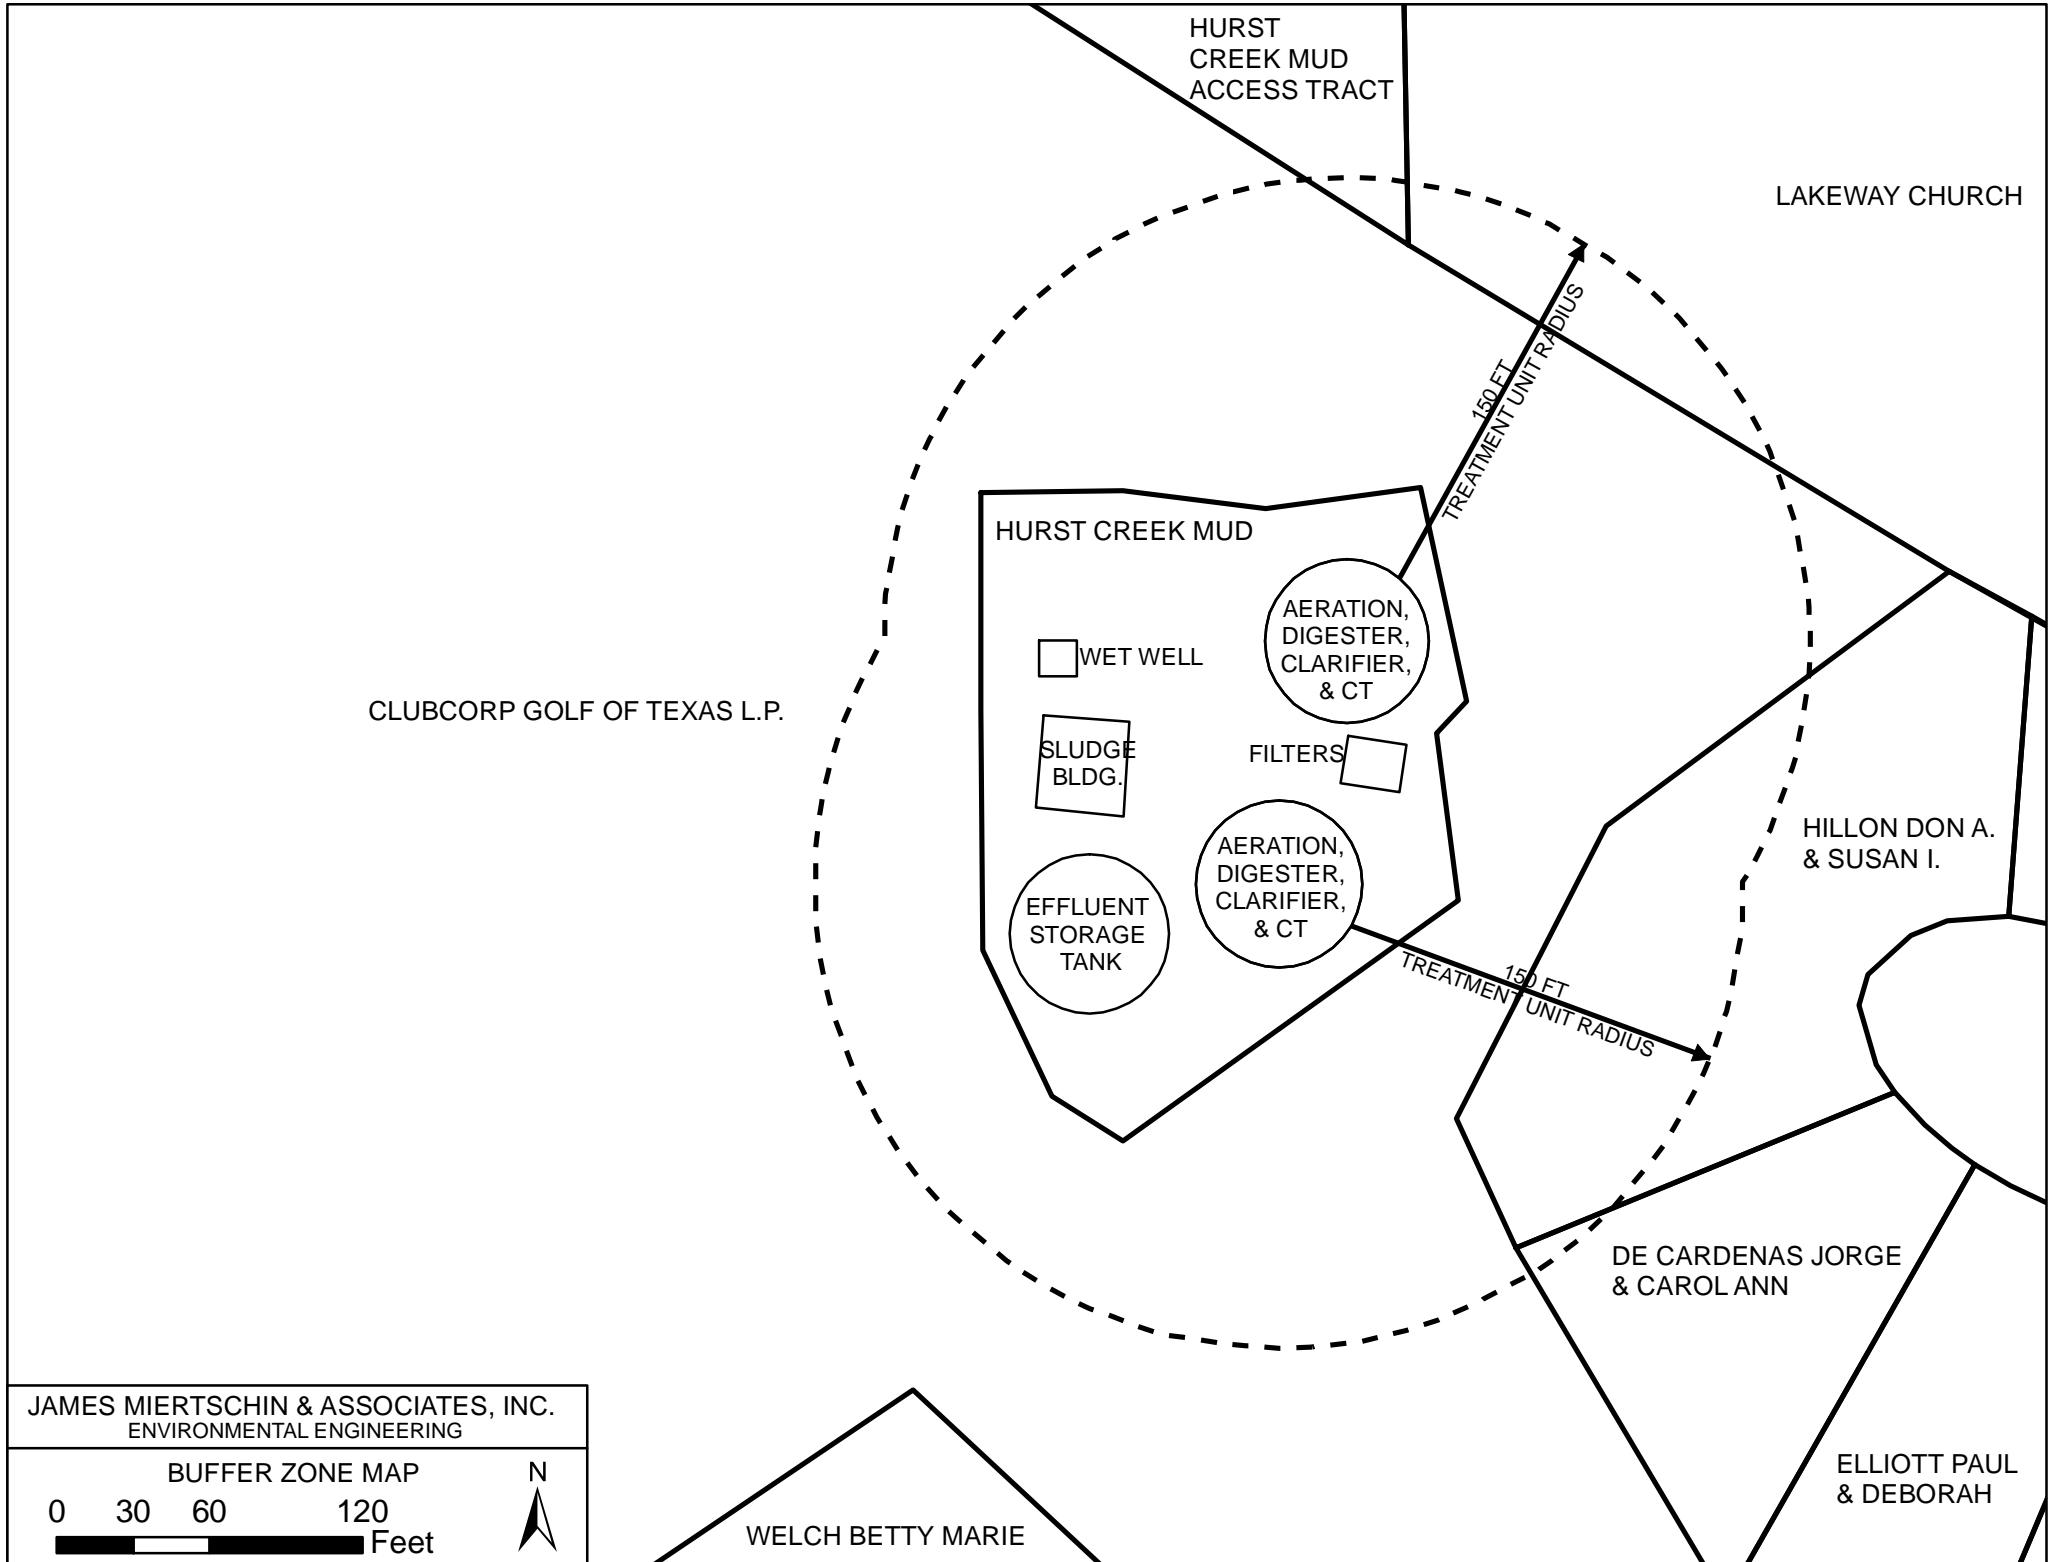 HURST
CREEK MUD
ACCESS TRACT
LAKEWAY CHURCH
150 FT
TREATMENT UNIT RADIUS
HURST CREEK MUD
AERATION,
DIGESTER,
CLARIFIER,
& CT
WET WELL
CLUBCORP GOLF OF TEXAS L.P.
SLUDGE
BLDG.
FILTERS
AERATION,
DIGESTER,
CLARIFIER,
& CT
HILLON DON A.
& SUSAN I.
EFFLUENT
STORAGE
TANK
150 FT
TREATMENT UNIT RADIUS
DE CARDENAS JORGE
& CAROL ANN
ELLIOTT PAUL
& DEBORAH
WELCH BETTY MARIE
JAMES MIERTSCHIN & ASSOCIATES, INC.
ENVIRONMENTAL ENGINEERING
BUFFER ZONE MAP
N
0 30 60 120
Feet